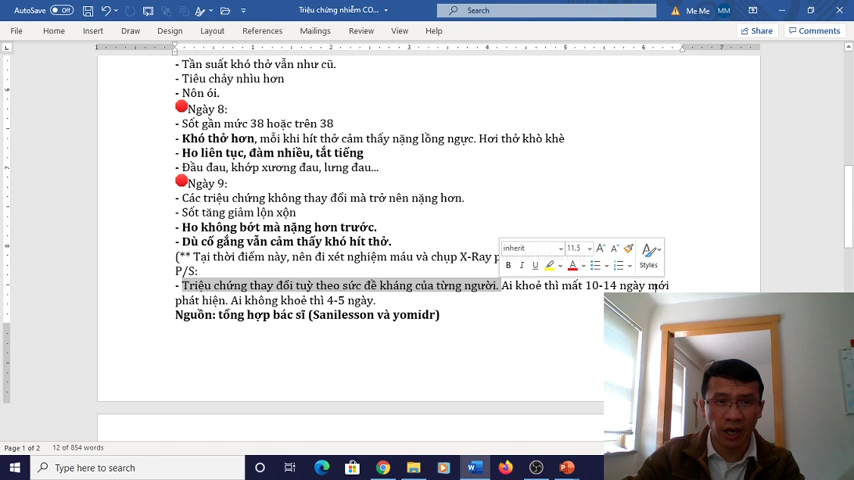 AutoSave Off
Triệu chứng nhiễm CO...
Search
Me Me
MM
File Home Insert Draw Design Layout References Mailings Review View Help
Share
Comments
- Tần suất khó thở vẫn như cũ.
- Tiêu chảy nhìu hơn
- Nôn ói.
Ngày 8:
- Sốt gần mức 38 hoặc trên 38
- Khó thở hơn, mỗi khi hít thở cảm thấy nặng lồng ngực. Hơi thở khò khè
- Ho liên tục, đàm nhiều, tắt tiếng
- Đầu đau, khớp xương đau, lưng đau...
Ngày 9:
- Các triệu chứng không thay đổi mà trở nên nặng hơn.
- Sốt tăng giảm lộn xộn
- Ho không bớt mà nặng hơn trước.
- Dù cố gắng vẫn cảm thấy khó hít thở.
(** Tại thời điểm này, nên đi xét nghiệm máu và chụp X-Ray p
inherit 11.5
Styles
P/S:
- Triệu chứng thay đổi tuỳ theo sức đề kháng của từng người. Ai khoẻ thì mất 10-14 ngày mới
phát hiện. Ai không khoẻ thì 4-5 ngày.
Nguồn: tổng hợp bác sĩ (Sanilesson và yomidr)
Page 1 of 2 12 of 854 words
Type here to search